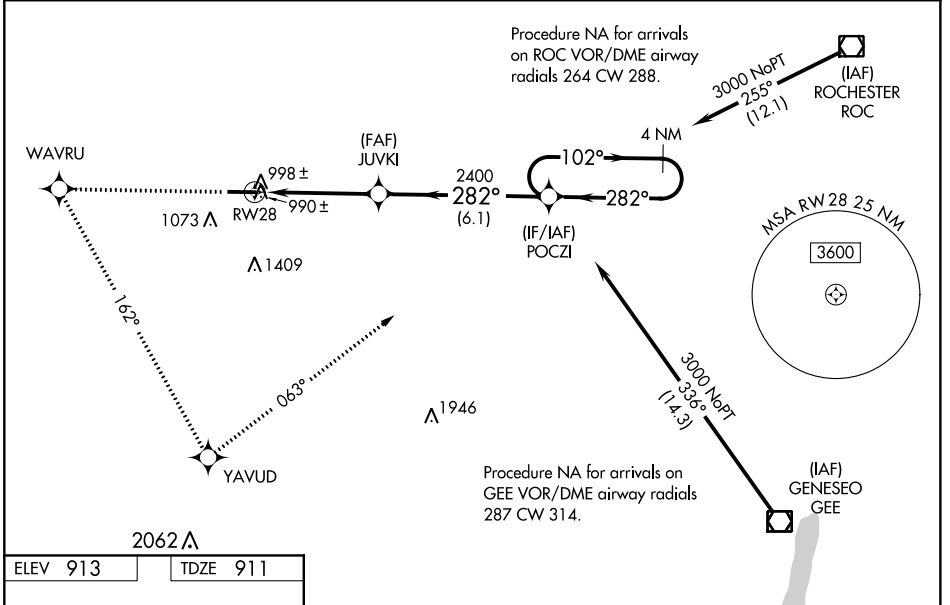 Procedure NA for arrivals
on ROC VOR/DME airway
radials 264 CW 288.
3000 NoPT
255°
(12.1)
(IAF)
ROCHESTER
ROC
4 NM
WAVRU
(FAF)
JUVKI
102°
998 ±
2400
282°
(6.1)
282°
990 ±
RW28
1073
(IF/IAF)
POCZI
MSA RW 28 25 NM
3600
1409
162°
063°
3000 NoPT
336°
(14.3)
1946
YAVUD
Procedure NA for arrivals on
GEE VOR/DME airway radials
287 CW 314.
(IAF)
GENESEO
GEE
2062
ELEV 913
TDZE 911